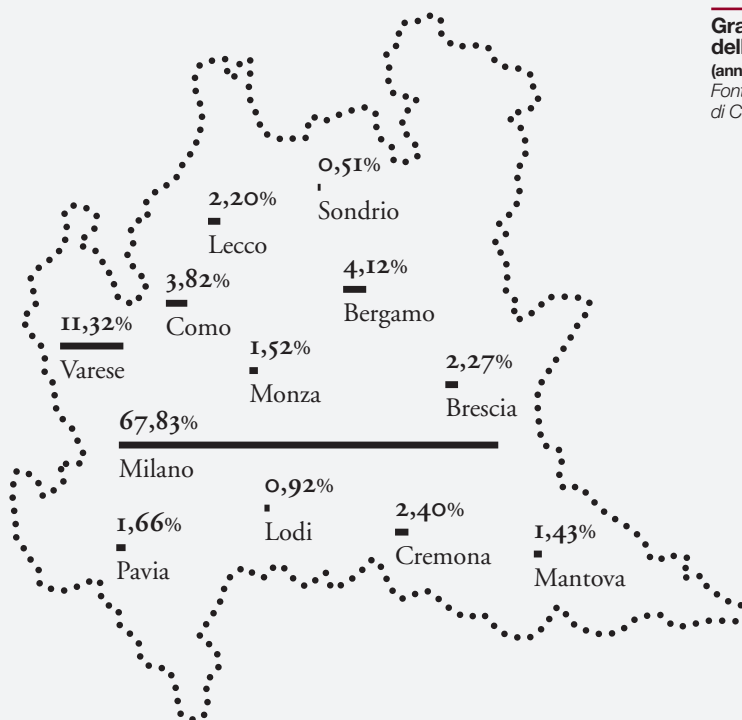 Gra
dell
(ann
Font
di C
0,51%
Sondrio
2,20%
Lecco
4,12%
Bergamo
3,82%
Como
11,32%
Varese
1,52%
Monza
2,27%
Brescia
67,83%
Milano
0,92%
Lodi
2,40%
Cremona
1,66%
Pavia
1,43%
Mantova